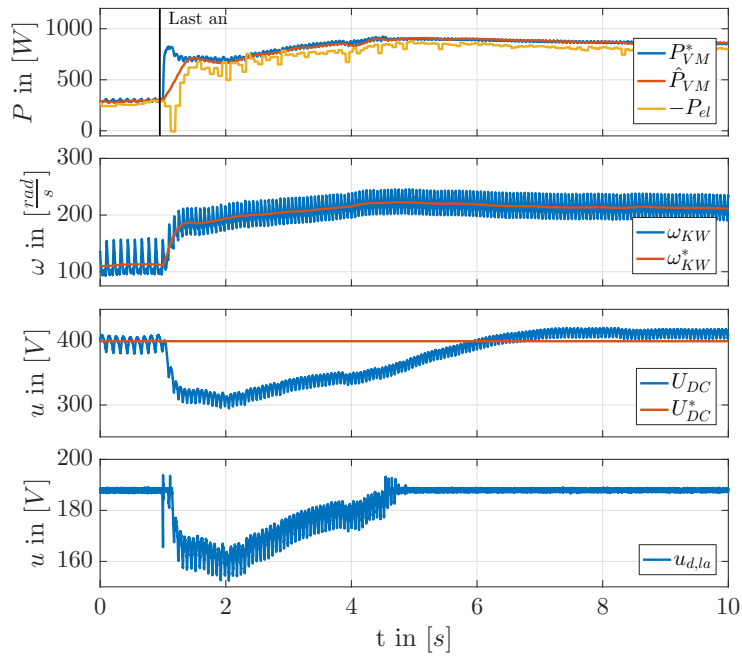 P in [W]
1000
500
0
Last an
P*_VM
P̂_VM
−P_el
ω in [rad/s]
300
200
100
ω_KW
ω*_KW
u in [V]
400
300
U_DC
U*_DC
u in [V]
200
180
160
u_d,la
0 2 4 6 8 10
t in [s]